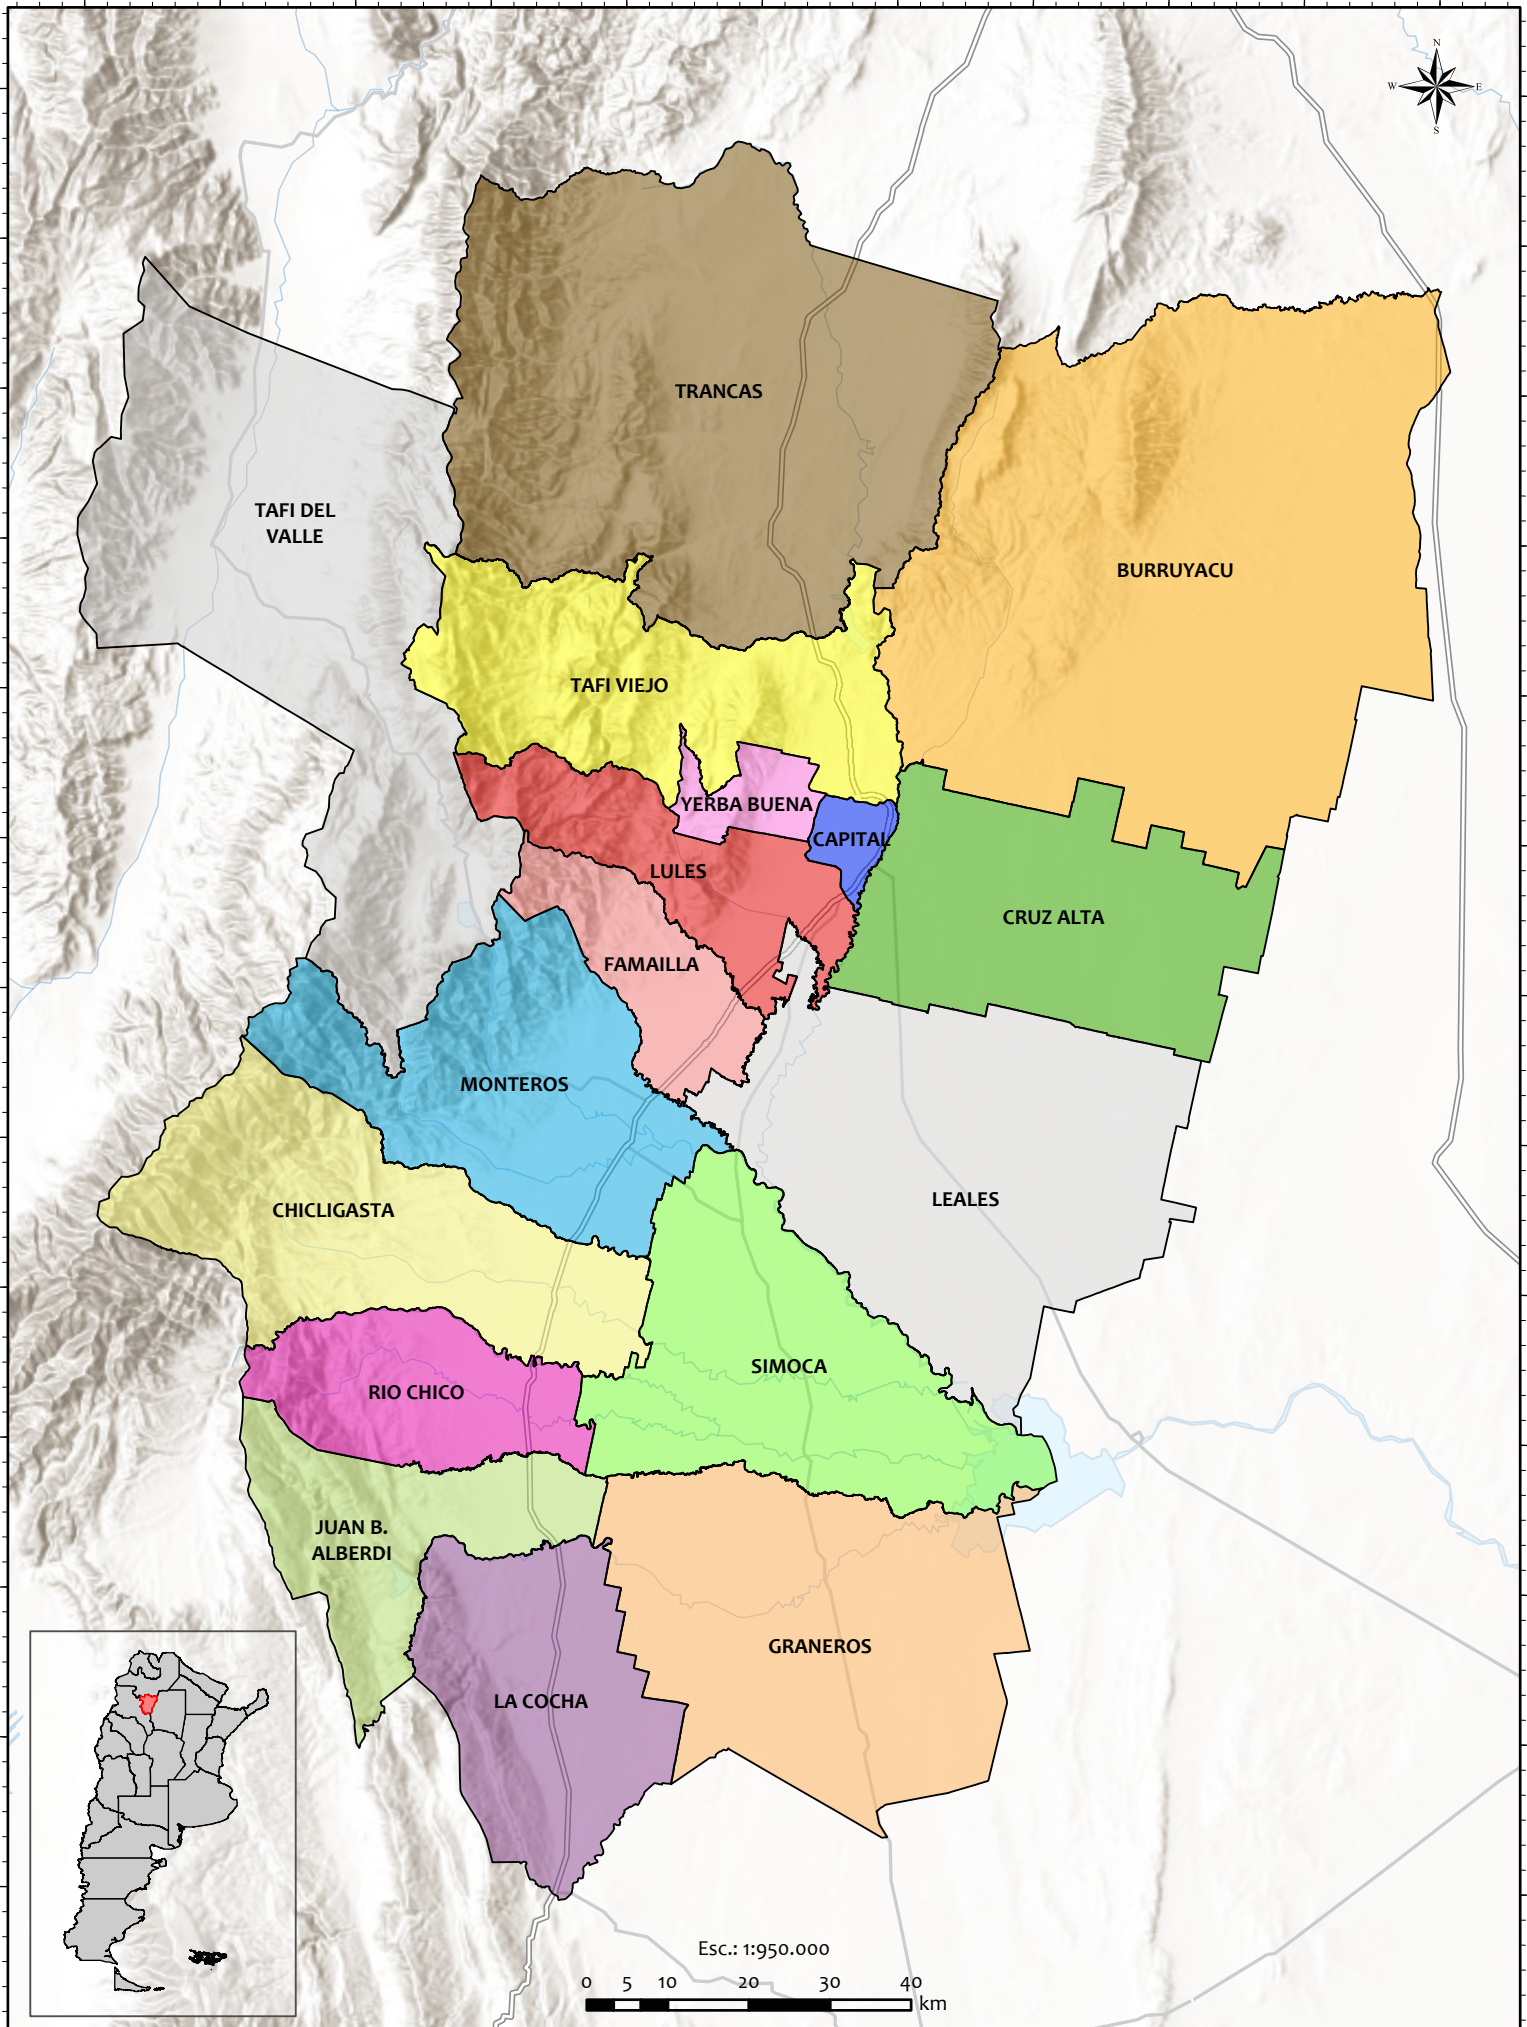 N
W
E
S
TRANCAS
TAFI DEL
VALLE
BURRUYACU
TAFI VIEJO
YERBA BUENA
CAPITAL
LULES
CRUZ ALTA
FAMAILLA
MONTEROS
LEALES
CHICLIGASTA
SIMOCA
RIO CHICO
JUAN B.
ALBERDI
GRANEROS
LA COCHA
Esc.: 1:950.000
0 5 10 20 30 40
km